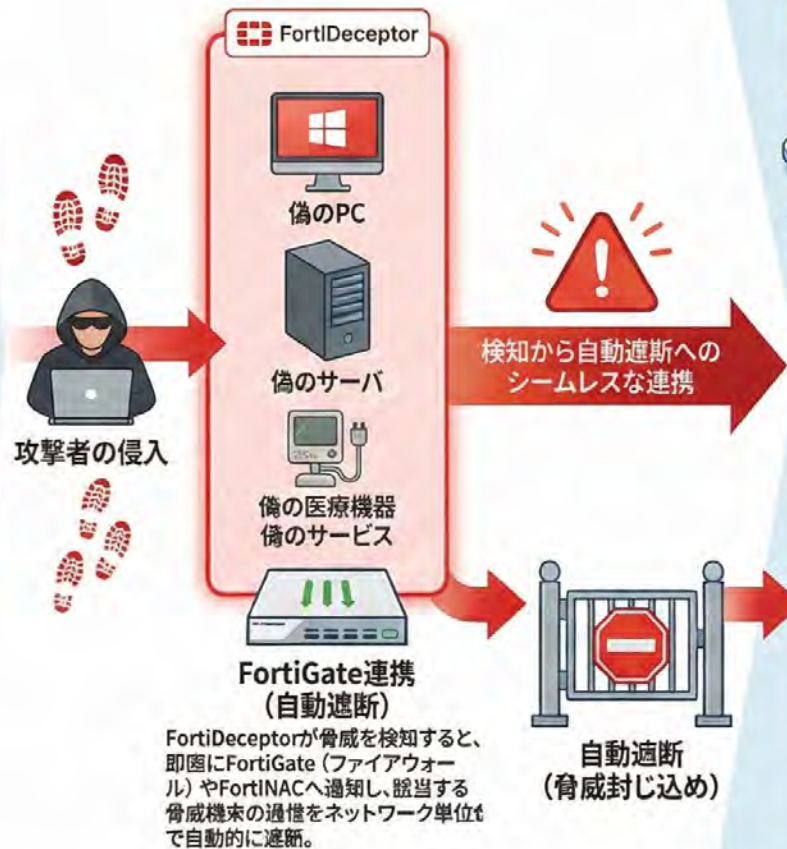 FortIDeceptor
偽のPC
偽のサーバ
偽の医療機器
偽のサービス
攻撃者の侵入
検知から自動遮断への
シームレスな連携
FortiGate連携
(自動遮断)
FortiDeceptorが脅威を検知すると、
即座にFortiGate(ファイアウォー
ル)やFortINACへ通知し、該当する
脅威機末の通信をネットワーク単位
で自動的に遮断。
自動遮断
(脅威封じ込め)